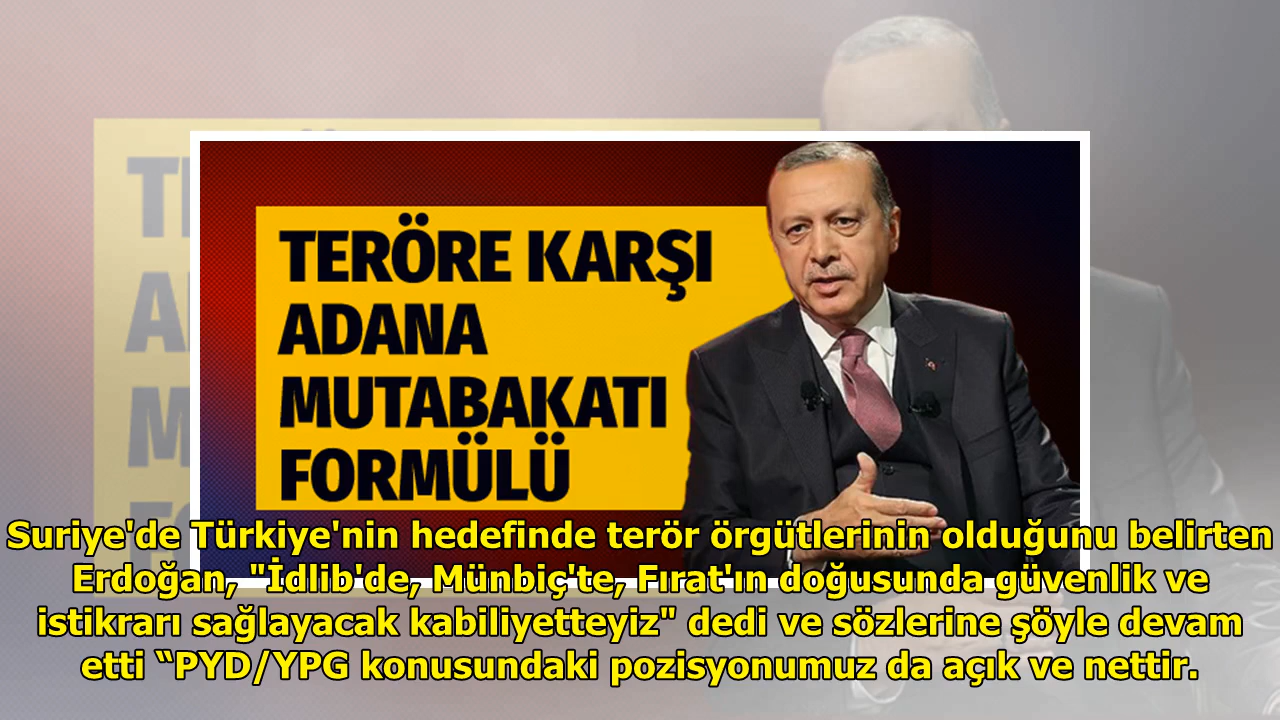 TERÖRE KARŞI
ADANA
MUTABAKATI
FORMÜLÜ
Suriye'de Türkiye'nin hedefinde terör örgütlerinin olduğunu belirten
Erdoğan, "İdlib'de, Münbiç'te, Fırat'ın doğusunda güvenlik ve
istikrarı sağlayacak kabiliyetteyiz" dedi ve sözlerine şöyle devam
etti “PYD/YPG konusundaki pozisyonumuz da açık ve nettir.